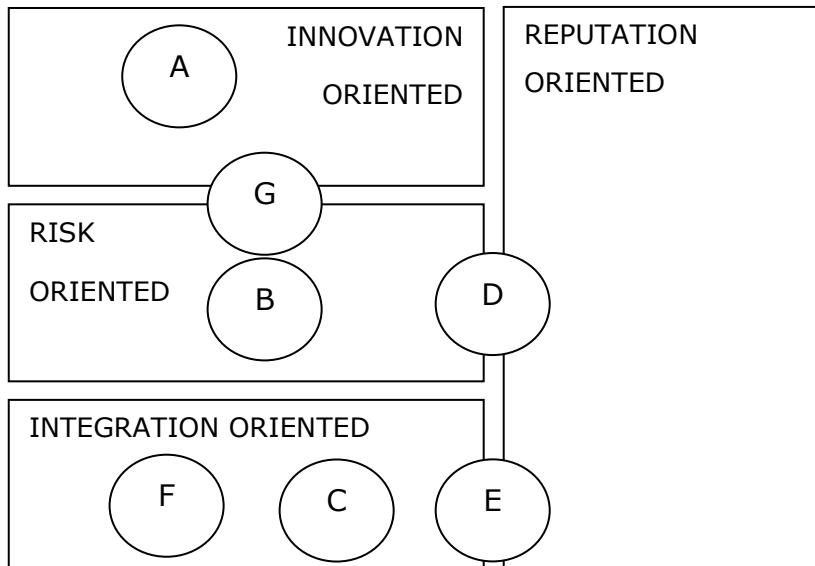 INNOVATION
ORIENTED
A
REPUTATION
ORIENTED
G
RISK
ORIENTED
B
D
INTEGRATION ORIENTED
F
C
E